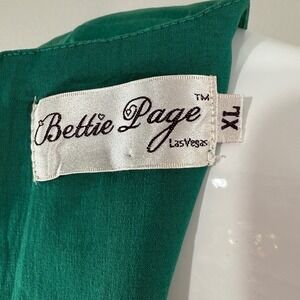 Bettie Page™
Las Vegas
XL